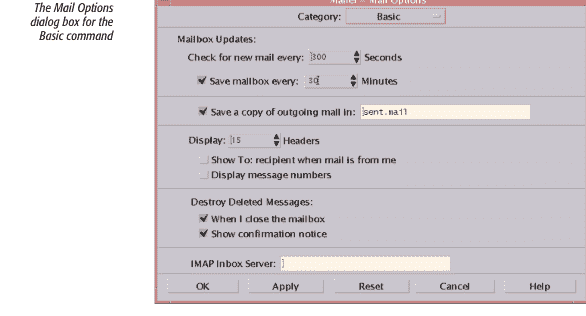 The Mail Options
dialog box for the
Basic command
Mailer - Mail Options
Category: Basic
Mailbox Updates:
Check for new mail every: 300 Seconds
Save mailbox every: 30 Minutes
Save a copy of outgoing mail in: sent.mail
Display: 15 Headers
Show To: recipient when mail is from me
Display message numbers
Destroy Deleted Messages:
When I close the mailbox
Show confirmation notice
IMAP Inbox Server:
OK Apply Reset Cancel Help